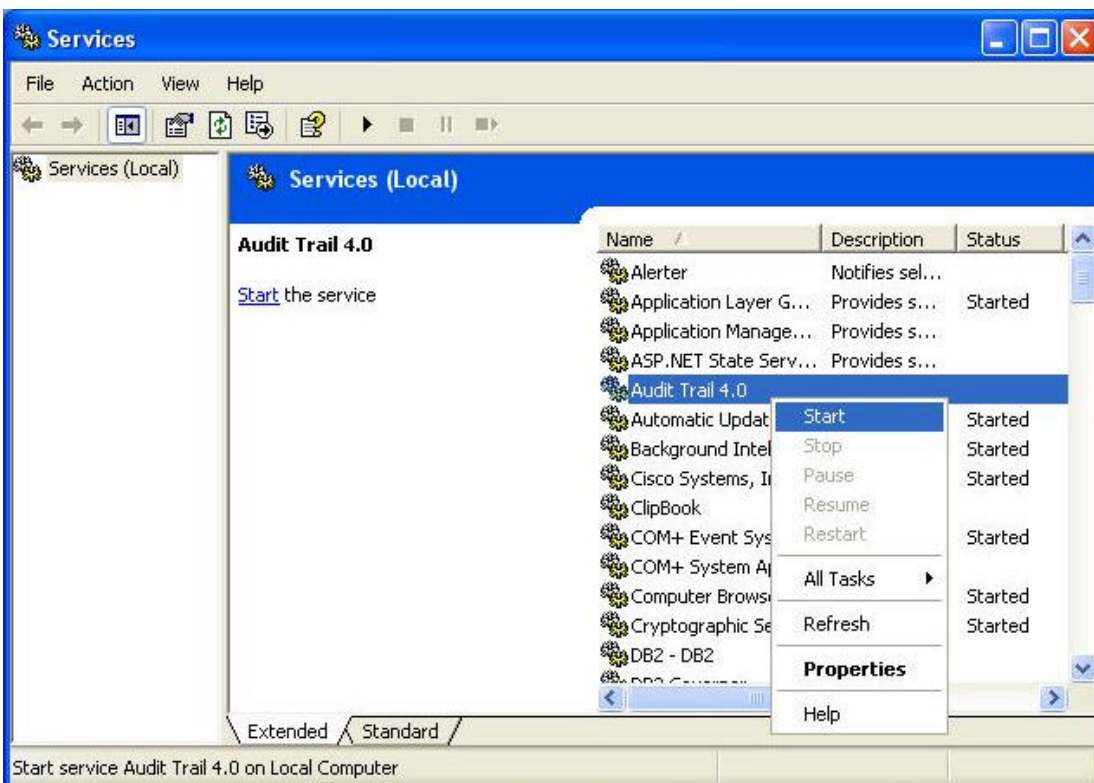 Services
File Action View Help
Services (Local)
Services (Local)
Audit Trail 4.0
Start the service
Name Description Status
Alerter Notifies sel...
Application Layer G... Provides s... Started
Application Manage... Provides s...
ASP.NET State Serv... Provides s...
Audit Trail 4.0
Automatic Updat Started
Background Intel Started
Cisco Systems, Started
ClipBook
COM+ Event Sys Started
COM+ System
Computer Brows Started
Cryptographic Se Started
DB2 - DB2
Start
Stop
Pause
Resume
Restart
All Tasks
Refresh
Properties
Help
Extended Standard
Start service Audit Trail 4.0 on Local Computer